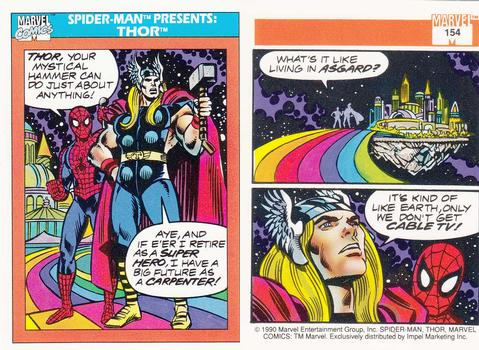 MARVEL
COMICS
SPIDER-MAN™ PRESENTS:
THOR™
THOR, YOUR
MYSTICAL
HAMMER CAN
DO JUST ABOUT
ANYTHING!
AYE, AND
IF E'ER I RETIRE
AS A SUPER
HERO, I HAVE A
BIG FUTURE AS
A CARPENTER!
MARVEL
154
WHAT'S IT LIKE
LIVING IN ASGARD?
IT'S KIND OF
LIKE EARTH, ONLY
WE DON'T GET
CABLE TV!
© 1990 Marvel Entertainment Group, Inc. SPIDER-MAN, THOR, MARVEL
COMICS: TM Marvel. Exclusively distributed by Impel Marketing Inc.